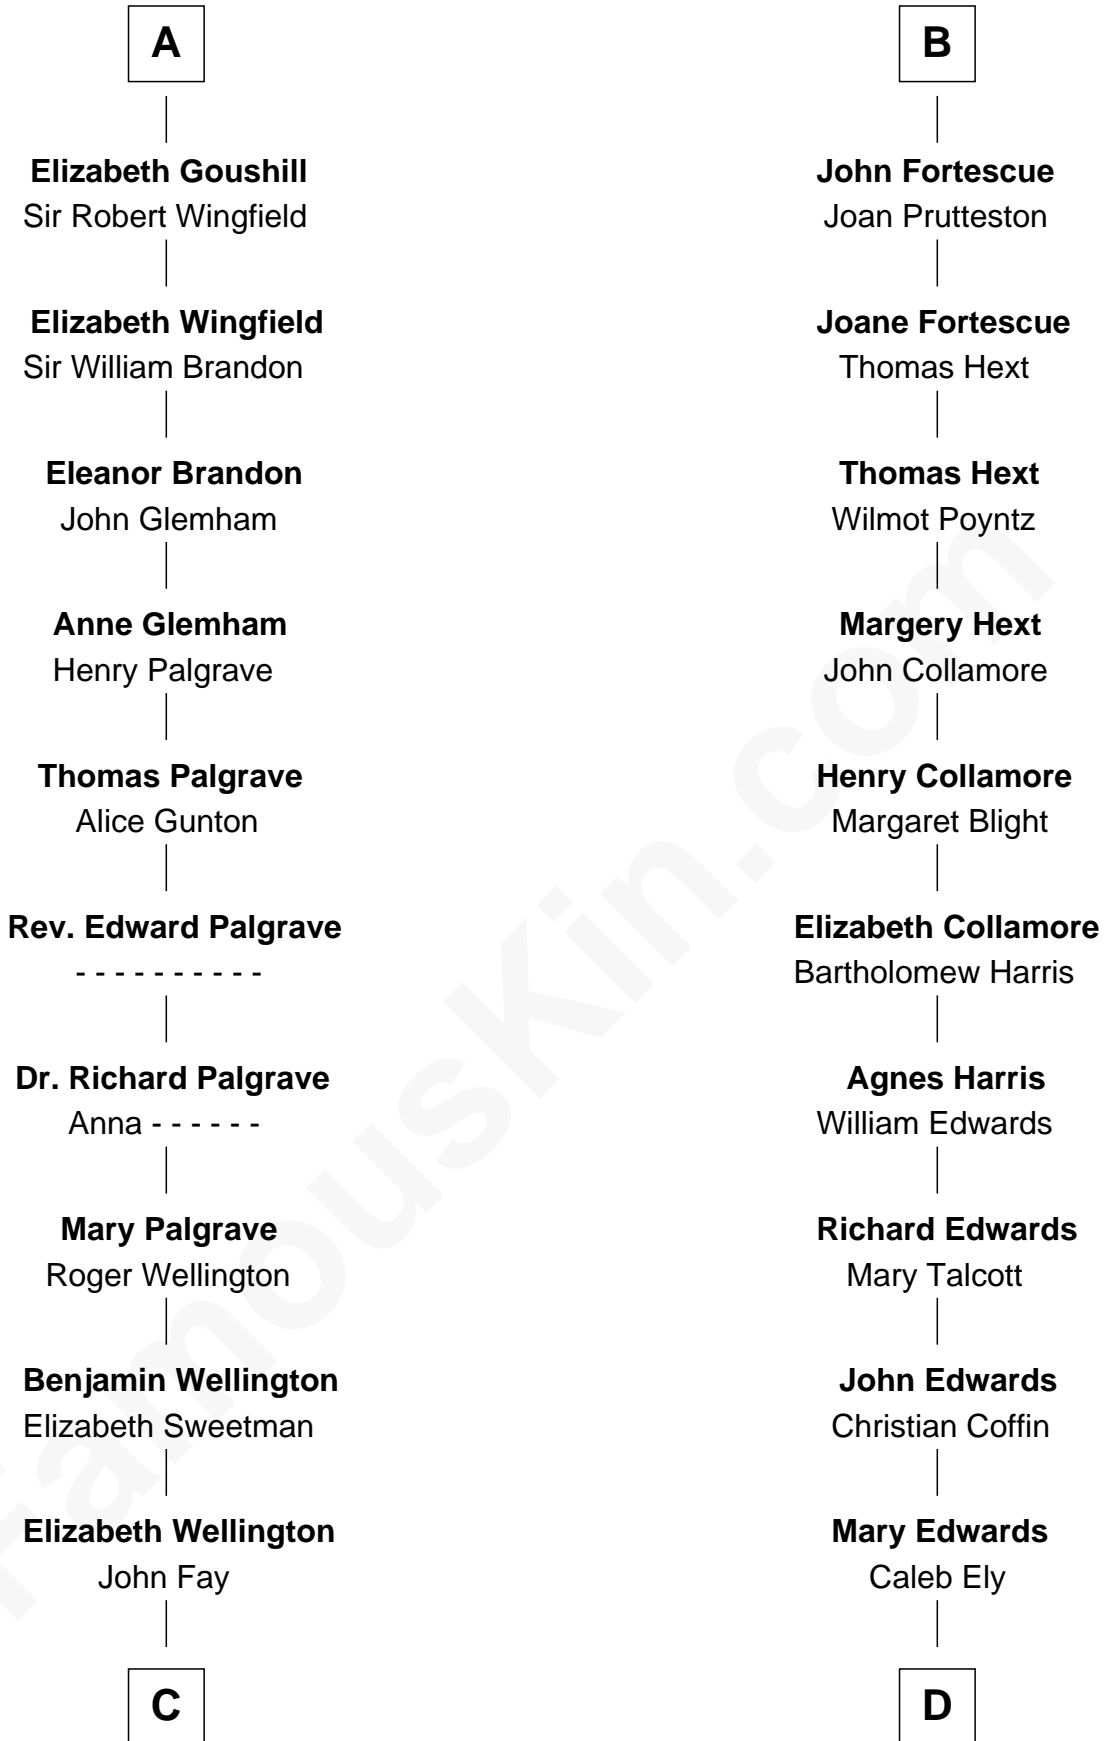 A
Elizabeth Goushill
Sir Robert Wingfield
Elizabeth Wingfield
Sir William Brandon
Eleanor Brandon
John Glemham
Anne Glemham
Henry Palgrave
Thomas Palgrave
Alice Gunton
Rev. Edward Palgrave
- - - - - - - - - -
Dr. Richard Palgrave
Anna - - - - - -
Mary Palgrave
Roger Wellington
Benjamin Wellington
Elizabeth Sweetman
Elizabeth Wellington
John Fay
C
B
John Fortescue
Joan Prutteston
Joane Fortescue
Thomas Hext
Thomas Hext
Wilmot Poyntz
Margery Hext
John Collamore
Henry Collamore
Margaret Blight
Elizabeth Collamore
Bartholomew Harris
Agnes Harris
William Edwards
Richard Edwards
Mary Talcott
John Edwards
Christian Coffin
Mary Edwards
Caleb Ely
D
FamousKin.com